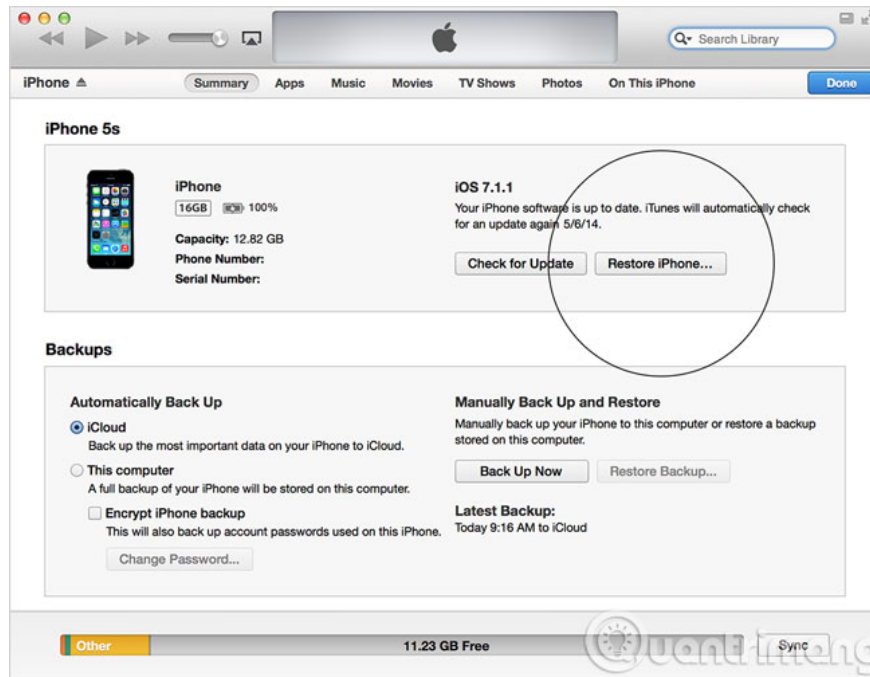 Search Library
iPhone
Summary Apps Music Movies TV Shows Photos On This iPhone Done
iPhone 5s
iPhone
16GB 100%
Capacity: 12.82 GB
Phone Number:
Serial Number:
iOS 7.1.1
Your iPhone software is up to date. iTunes will automatically check
for an update again 5/6/14.
Check for Update Restore iPhone...
Backups
Automatically Back Up
iCloud
Back up the most important data on your iPhone to iCloud.
This computer
A full backup of your iPhone will be stored on this computer.
Encrypt iPhone backup
This will also back up account passwords used on this iPhone.
Change Password...
Manually Back Up and Restore
Manually back up your iPhone to this computer or restore a backup
stored on this computer.
Back Up Now Restore Backup...
Latest Backup:
Today 9:16 AM to iCloud
Other 11.23 GB Free Sync
Quantrimang